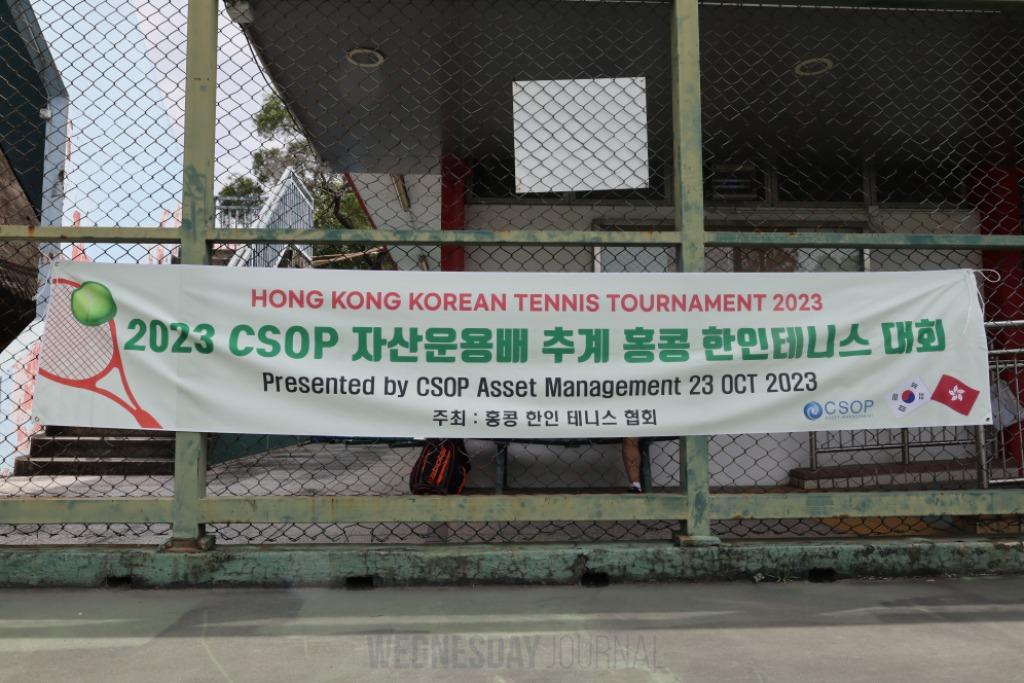 HONG KONG KOREAN TENNIS TOURNAMENT 2023
2023 CSOP 자산운용배 추계 홍콩 한인테니스 대회
Presented by CSOP Asset Management 23 OCT 2023
주최 : 홍콩 한인 테니스 협회
CSOP
ASSET MANAGEMENT
WEDNESDAY JOURNAL